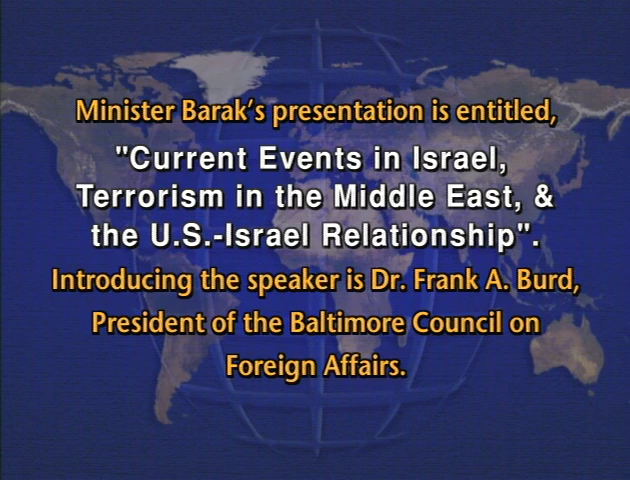 Minister Barak's presentation is entitled,
"Current Events in Israel,
Terrorism in the Middle East, &
the U.S.-Israel Relationship".
Introducing the speaker is Dr. Frank A. Burd,
President of the Baltimore Council on
Foreign Affairs.